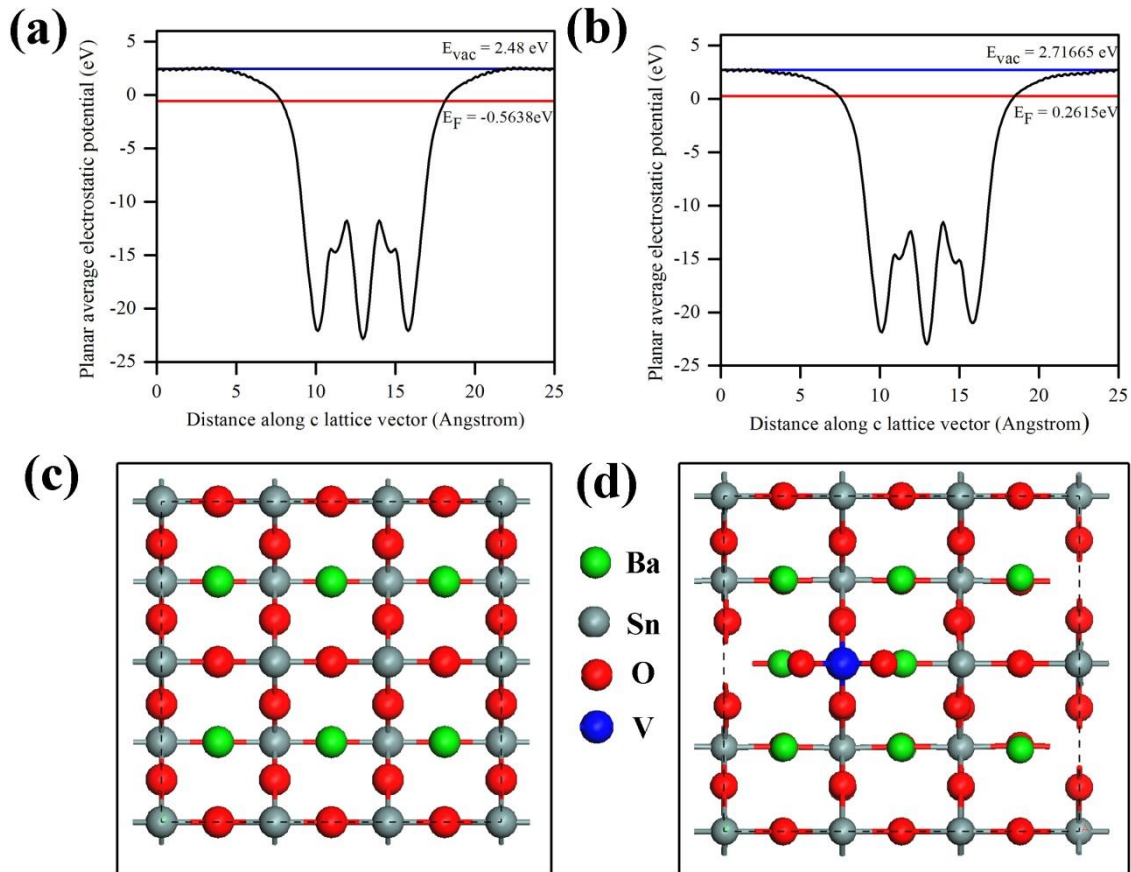 (a)
E_vac = 2.48 eV
E_F = -0.5638eV
Planar average electrostatic potential (eV)
5
0
-5
-10
-15
-20
-25
0
5
10
15
20
25
Distance along c lattice vector (Angstrom)
(b)
E_vac = 2.71665 eV
E_F = 0.2615eV
Planar average electrostatic potential (eV)
5
0
-5
-10
-15
-20
-25
0
5
10
15
20
25
Distance along c lattice vector (Angstrom)
(c)
(d)
Ba
Sn
O
V